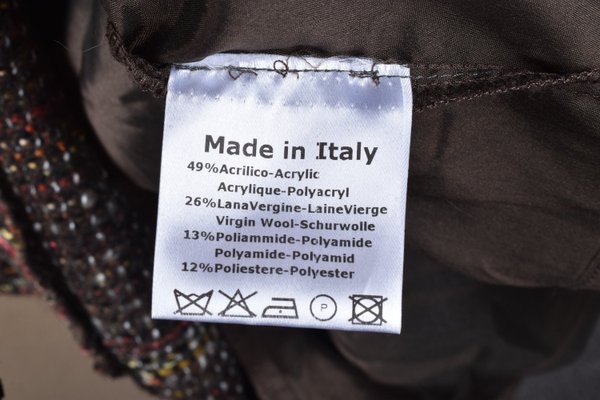 Made in Italy
49%Acrilico-Acrylic
Acrylique-Polyacryl
26%LanaVergine-LaineVierge
Virgin Wool-Schurwolle
13%Poliammide-Polyamide
Polyamide-Polyamid
12%Poliestere-Polyester
P